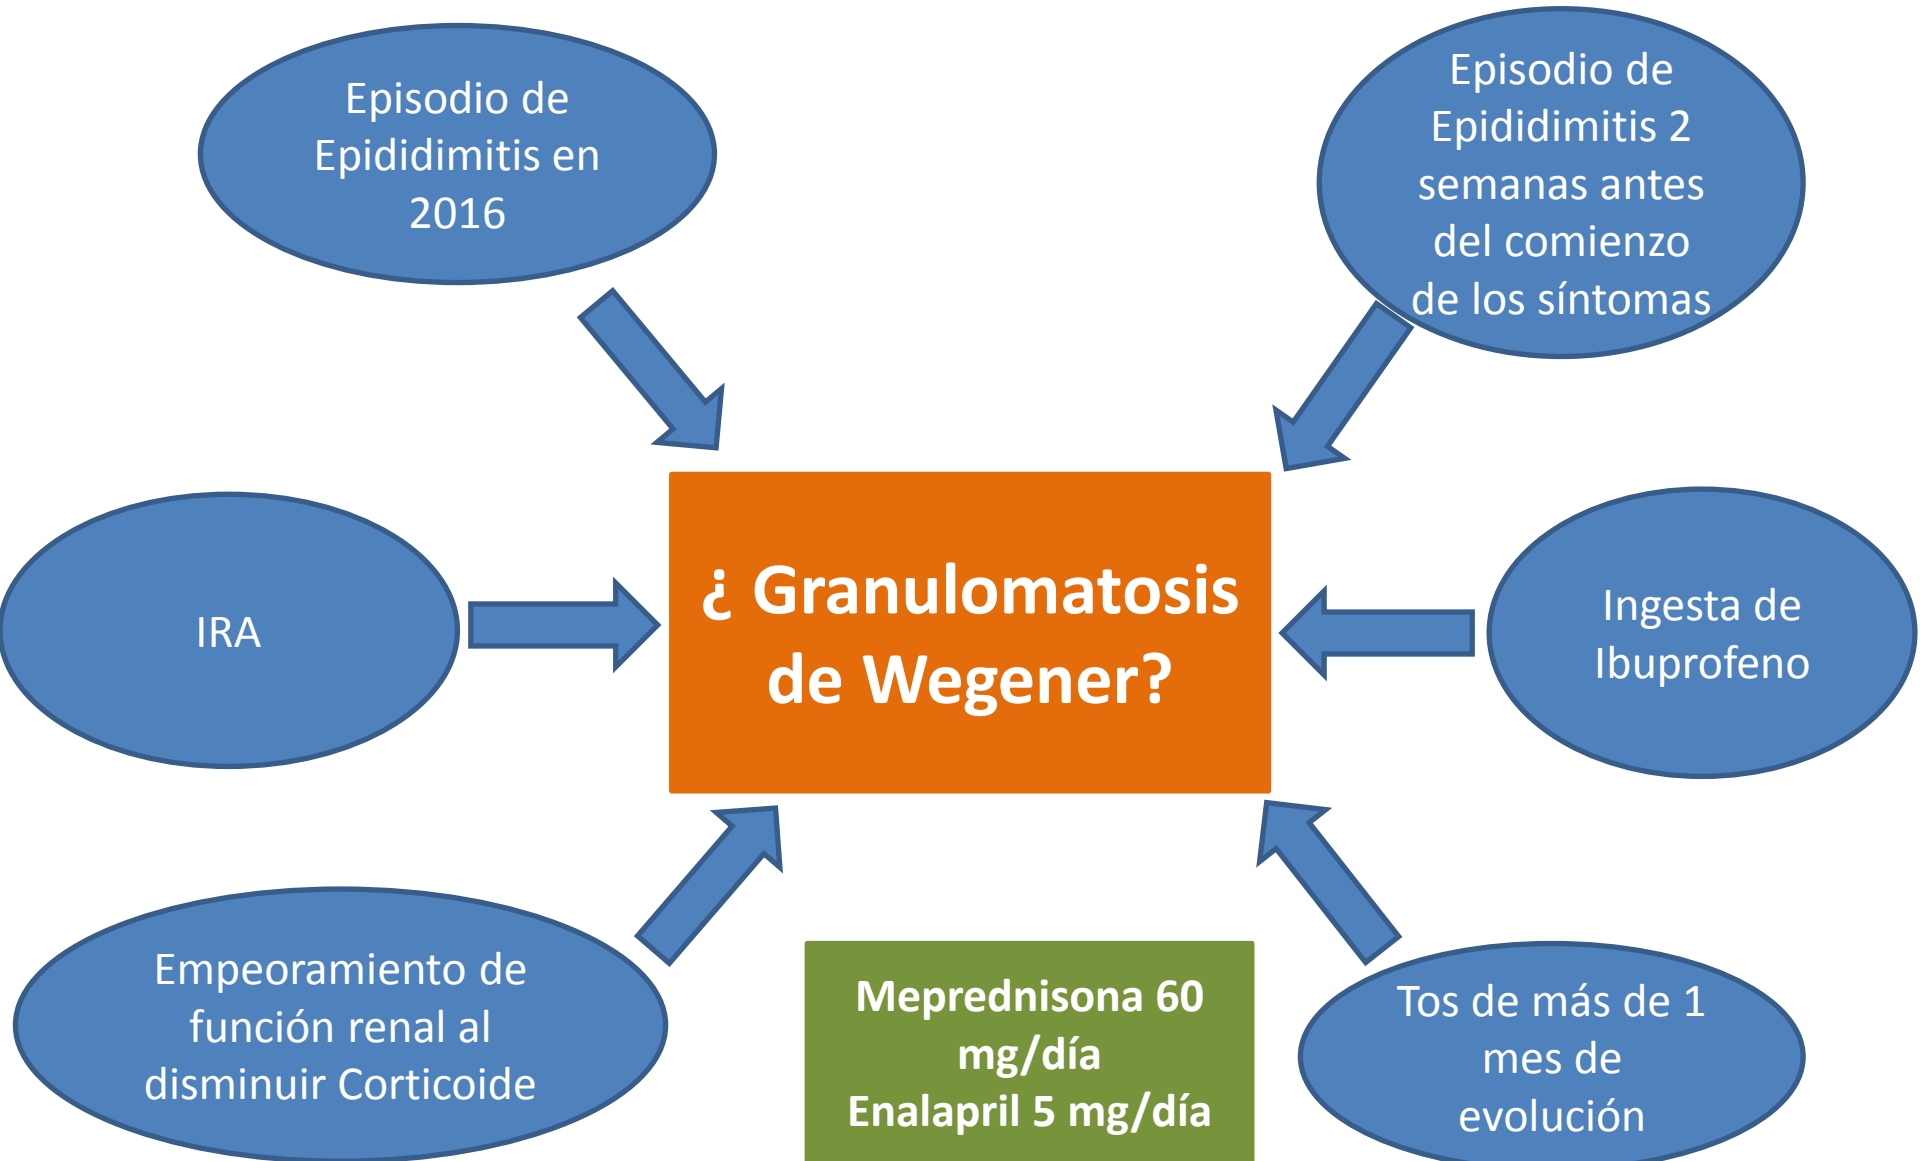 Episodio de
Epididimitis en
2016
Episodio de
Epididimitis 2
semanas antes
del comienzo
de los síntomas
IRA
¿ Granulomatosis
de Wegener?
Ingesta de
Ibuprofeno
Empeoramiento de
función renal al
disminuir Corticoide
Meprednisona 60
mg/día
Enalapril 5 mg/día
Tos de más de 1
mes de
evolución